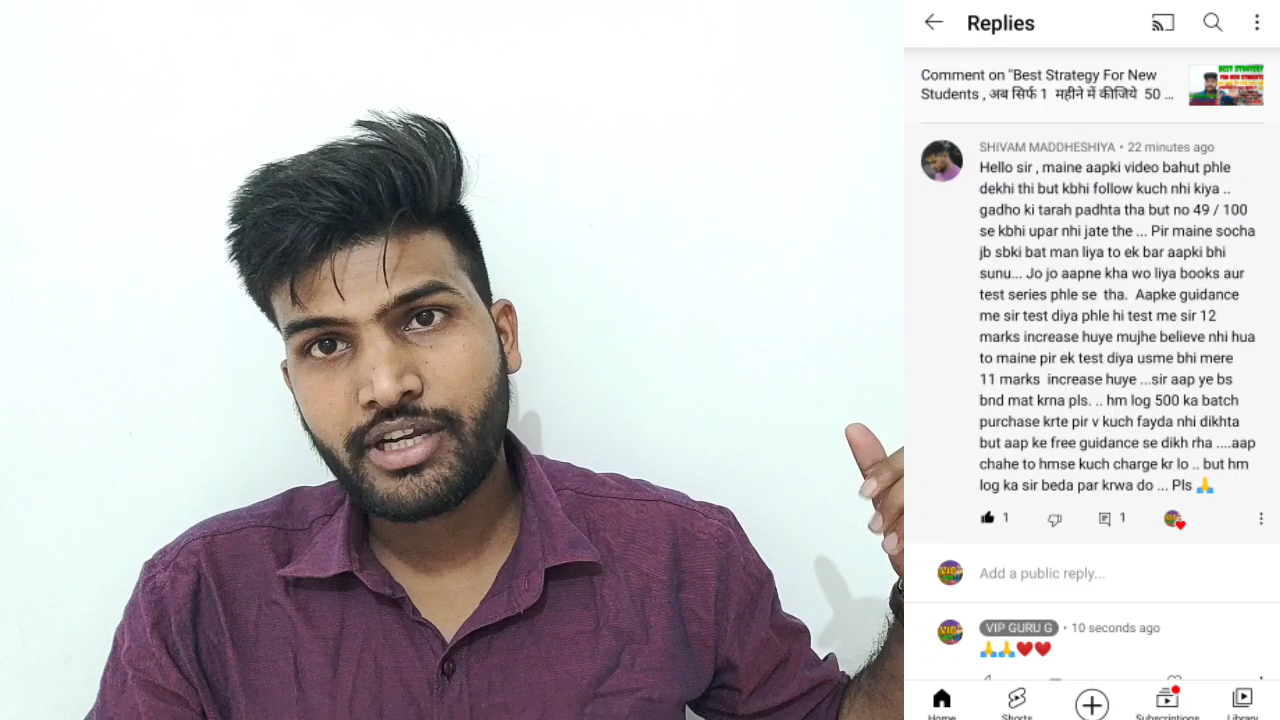 Replies
Comment on "Best Strategy For New
Students , अब सिर्फ 1 महीने में कीजिये 50 ...
SHIVAM MADDHESHIYA • 22 minutes ago
Hello sir , maine aapki video bahut phle
dekhi thi but kbhi follow kuch nhi kiya ..
gadho ki tarah padhta tha but no 49 / 100
se kbhi upar nhi jate the ... Pir maine socha
jb sbki bat man liya to ek bar aapki bhi
sunu... Jo jo aapne kha wo liya books aur
test series phle se tha. Aapke guidance
me sir test diya phle hi test me sir 12
marks increase huye mujhe believe nhi hua
to maine pir ek test diya usme bhi mere
11 marks increase huye ...sir aap ye bs
bnd mat krna pls. .. hm log 500 ka batch
purchase krte pir v kuch fayda nhi dikhta
but aap ke free guidance se dikh rha ....aap
chahe to hmse kuch charge kr lo .. but hm
log ka sir beda par krwa do ... Pls 🙏
1 1
Add a public reply...
VIP GURU G • 10 seconds ago
🙏🙏❤️❤️
Home Shorts Subscriptions Library